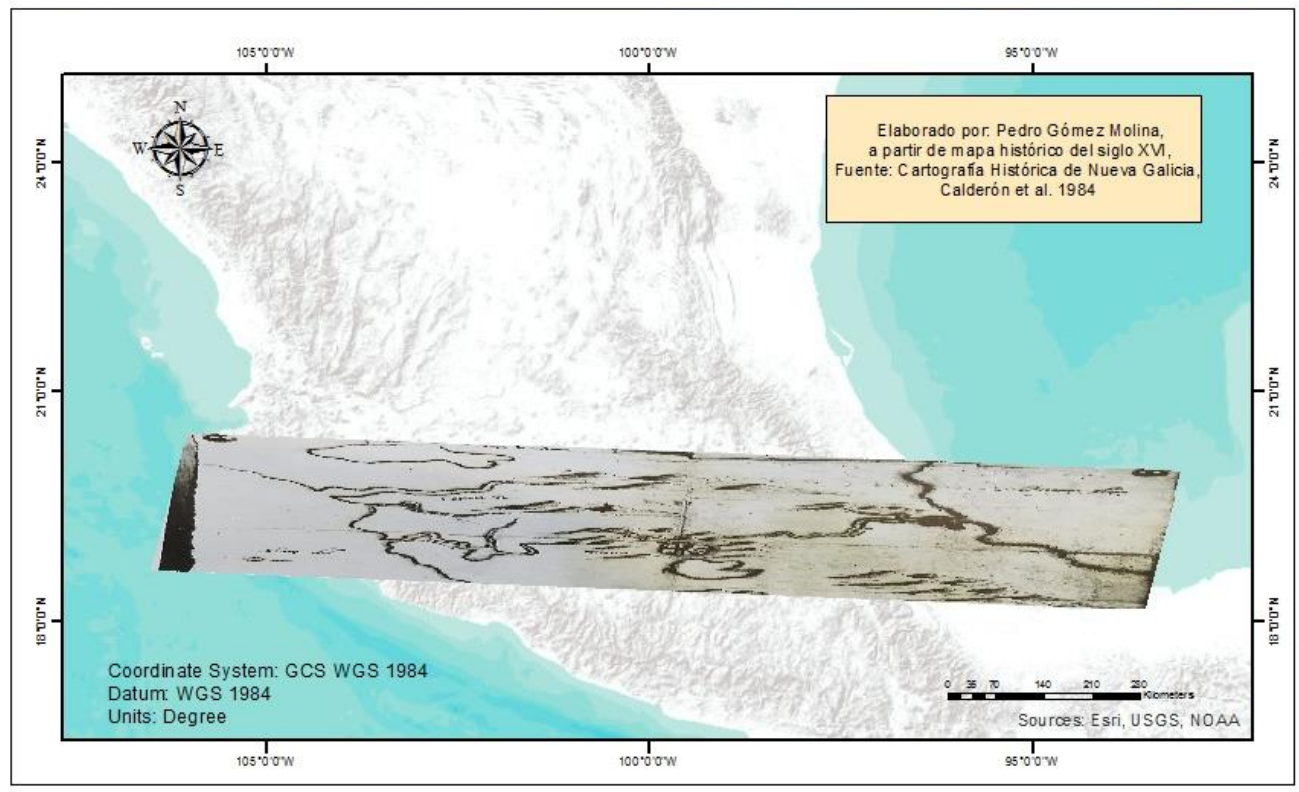 105°0'0"W 100°0'0"W 95°0'0"W
N
W E
S
Elaborado por: Pedro Gómez Molina,
a partir de mapa histórico del siglo XVI,
Fuente: Cartografía Histórica de Nueva Galicia,
Calderón et al. 1984
24°0'0"N 24°0'0"N
21°0'0"N 21°0'0"N
18°0'0"N 18°0'0"N
Coordinate System: GCS WGS 1984
Datum: WGS 1984
Units: Degree
0 35 70 140 210 280
Kilometers
Sources: Esri, USGS, NOAA
105°0'0"W 100°0'0"W 95°0'0"W